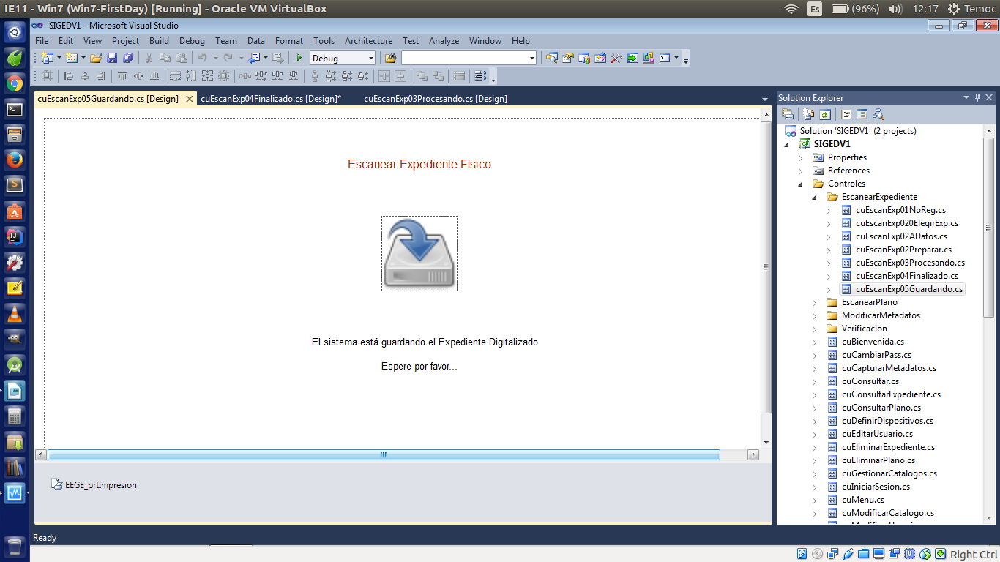 IE11 - Win7 (Win7-FirstDay) [Running] - Oracle VM VirtualBox
Es
(96%)
12:17
Temoc
SIGEDV1 - Microsoft Visual Studio
File Edit View Project Build Debug Team Data Format Tools Architecture Test Analyze Window Help
Debug
cuEscanExp05Guardando.cs [Design]
cuEscanExp04Finalizado.cs [Design]*
cuEscanExp03Procesando.cs [Design]
Escanear Expediente Físico
El sistema está guardando el Expediente Digitalizado
Espere por favor...
EEGE_prtImpresion
Solution Explorer
Solution 'SIGEDV1' (2 projects)
SIGEDV1
Properties
References
Controles
EscanearExpediente
cuEscanExp01NoReg.cs
cuEscanExp020ElegirExp.cs
cuEscanExp02ADatos.cs
cuEscanExp02Preparar.cs
cuEscanExp03Procesando.cs
cuEscanExp04Finalizado.cs
cuEscanExp05Guardando.cs
EscanearPlano
ModificarMetadatos
Verificacion
cuBienvenida.cs
cuCambiarPass.cs
cuCapturarMetadatos.cs
cuConsultar.cs
cuConsultarExpediente.cs
cuConsultarPlano.cs
cuDefinirDispositivos.cs
cuEditarUsuario.cs
cuEliminarExpediente.cs
cuEliminarPlano.cs
cuGestionarCatalogos.cs
cuIniciarSesion.cs
cuMenu.cs
cuModificarCatalogo.cs
Ready
Right Ctrl